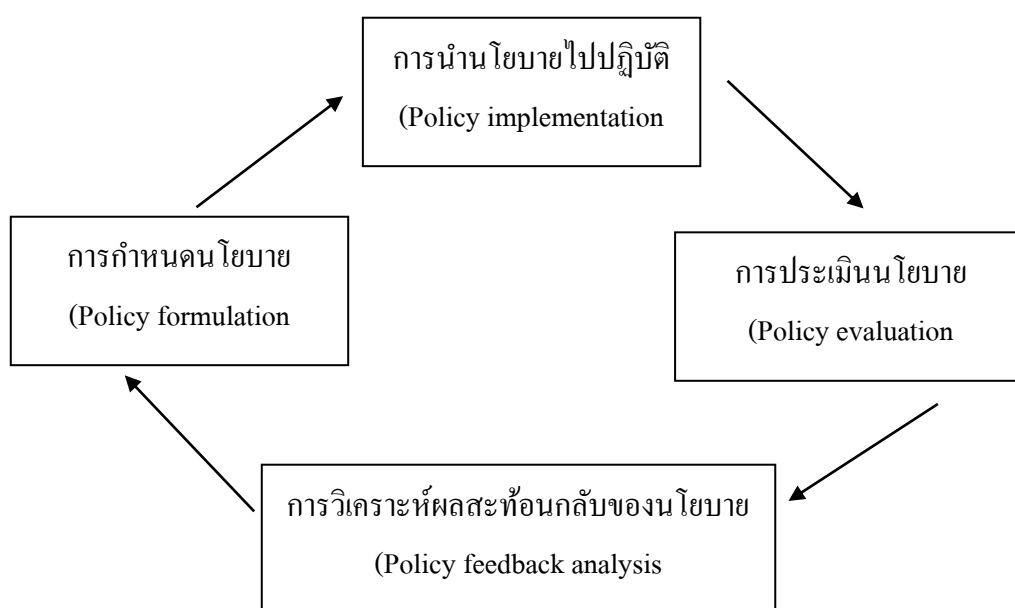 การนำนโยบายไปปฏิบัติ
(Policy implementation
การกำหนดนโยบาย
(Policy formulation
การประเมินนโยบาย
(Policy evaluation
การวิเคราะห์ผลสะท้อนกลับของนโยบาย
(Policy feedback analysis